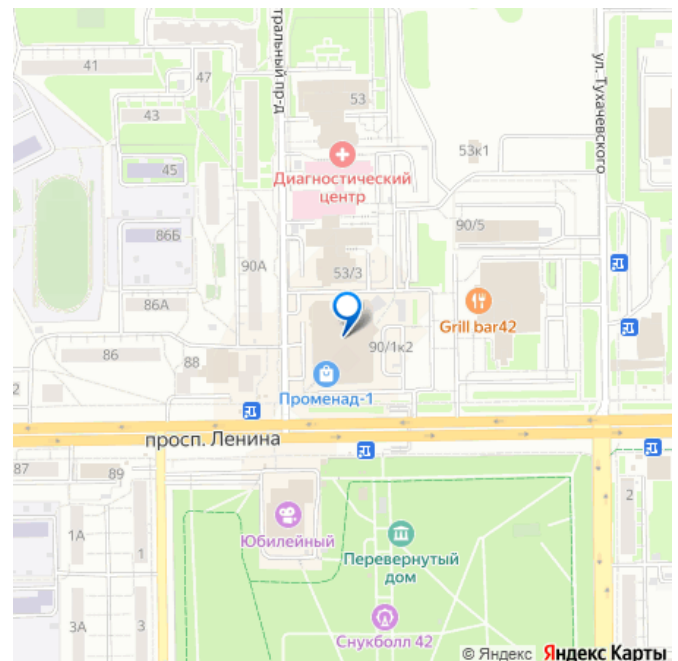 тральный пр-д
ул. Тухачевского
41
47
43
53
53к1
Диагностический
центр
45
86Б
90/5
90А
53/3
86А
Grill bar42
86
88
90/1к2
Променад-1
2
просп. Ленина
87
89
Юбилейный
Перевернутый
дом
2
1А
1
Снукболл 42
3А
3
© Яндекс Яндекс Карты